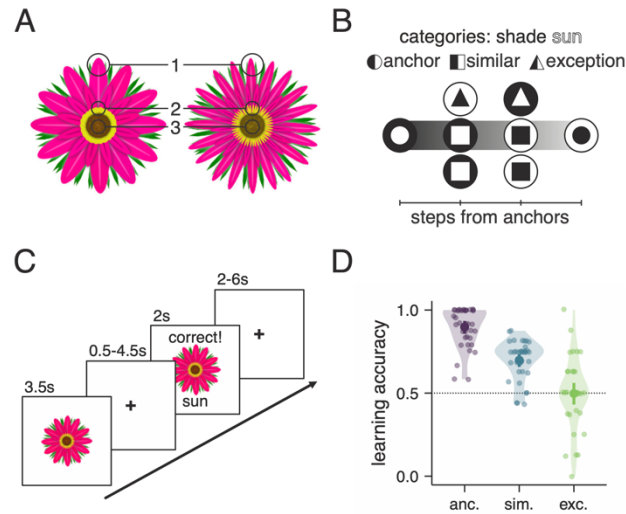 A
1
2
3
B
categories: shade sun
anchor similar exception
steps from anchors
C
3.5s
+
0.5-4.5s
+
2s
correct!
sun
2-6s
+
D
learning accuracy
1.0
0.5
0.0
anc. sim. exc.